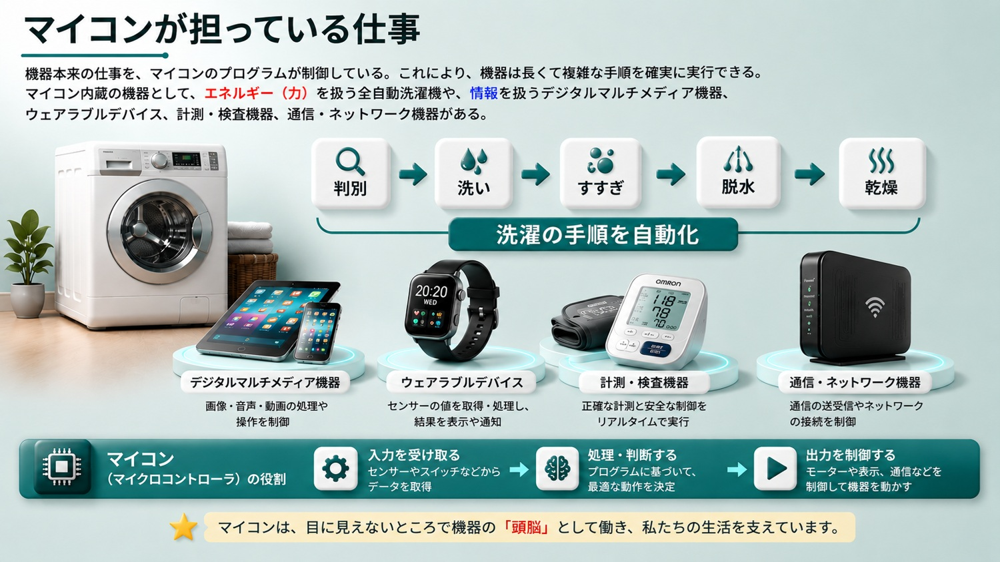 マイコンが担っている仕事
機器本来の仕事を、マイコンのプログラムが制御している。これにより、機器は長くて複雑な手順を確実に実行できる。
マイコン内蔵の機器として、エネルギー（力）を扱う全自動洗濯機や、情報を扱うデジタルマルチメディア機器、
ウェアラブルデバイス、計測・検査機器、通信・ネットワーク機器がある。
判別
洗い
すすぎ
脱水
乾燥
洗濯の手順を自動化
20:20
WED
OMRON
118
78
70
デジタルマルチメディア機器
画像・音声・動画の処理や
操作を制御
ウェアラブルデバイス
センサーの値を取得・処理し、
結果を表示や通知
計測・検査機器
正確な計測と安全な制御を
リアルタイムで実行
通信・ネットワーク機器
通信の送受信やネットワーク
の接続を制御
マイコン
（マイクロコントローラ）の役割
入力を受け取る
センサーやスイッチなどから
データを取得
処理・判断する
プログラムに基づいて、
最適な動作を決定
出力を制御する
モーターや表示、通信などを
制御して機器を動かす
マイコンは、目に見えないところで機器の「頭脳」として働き、私たちの生活を支えています。